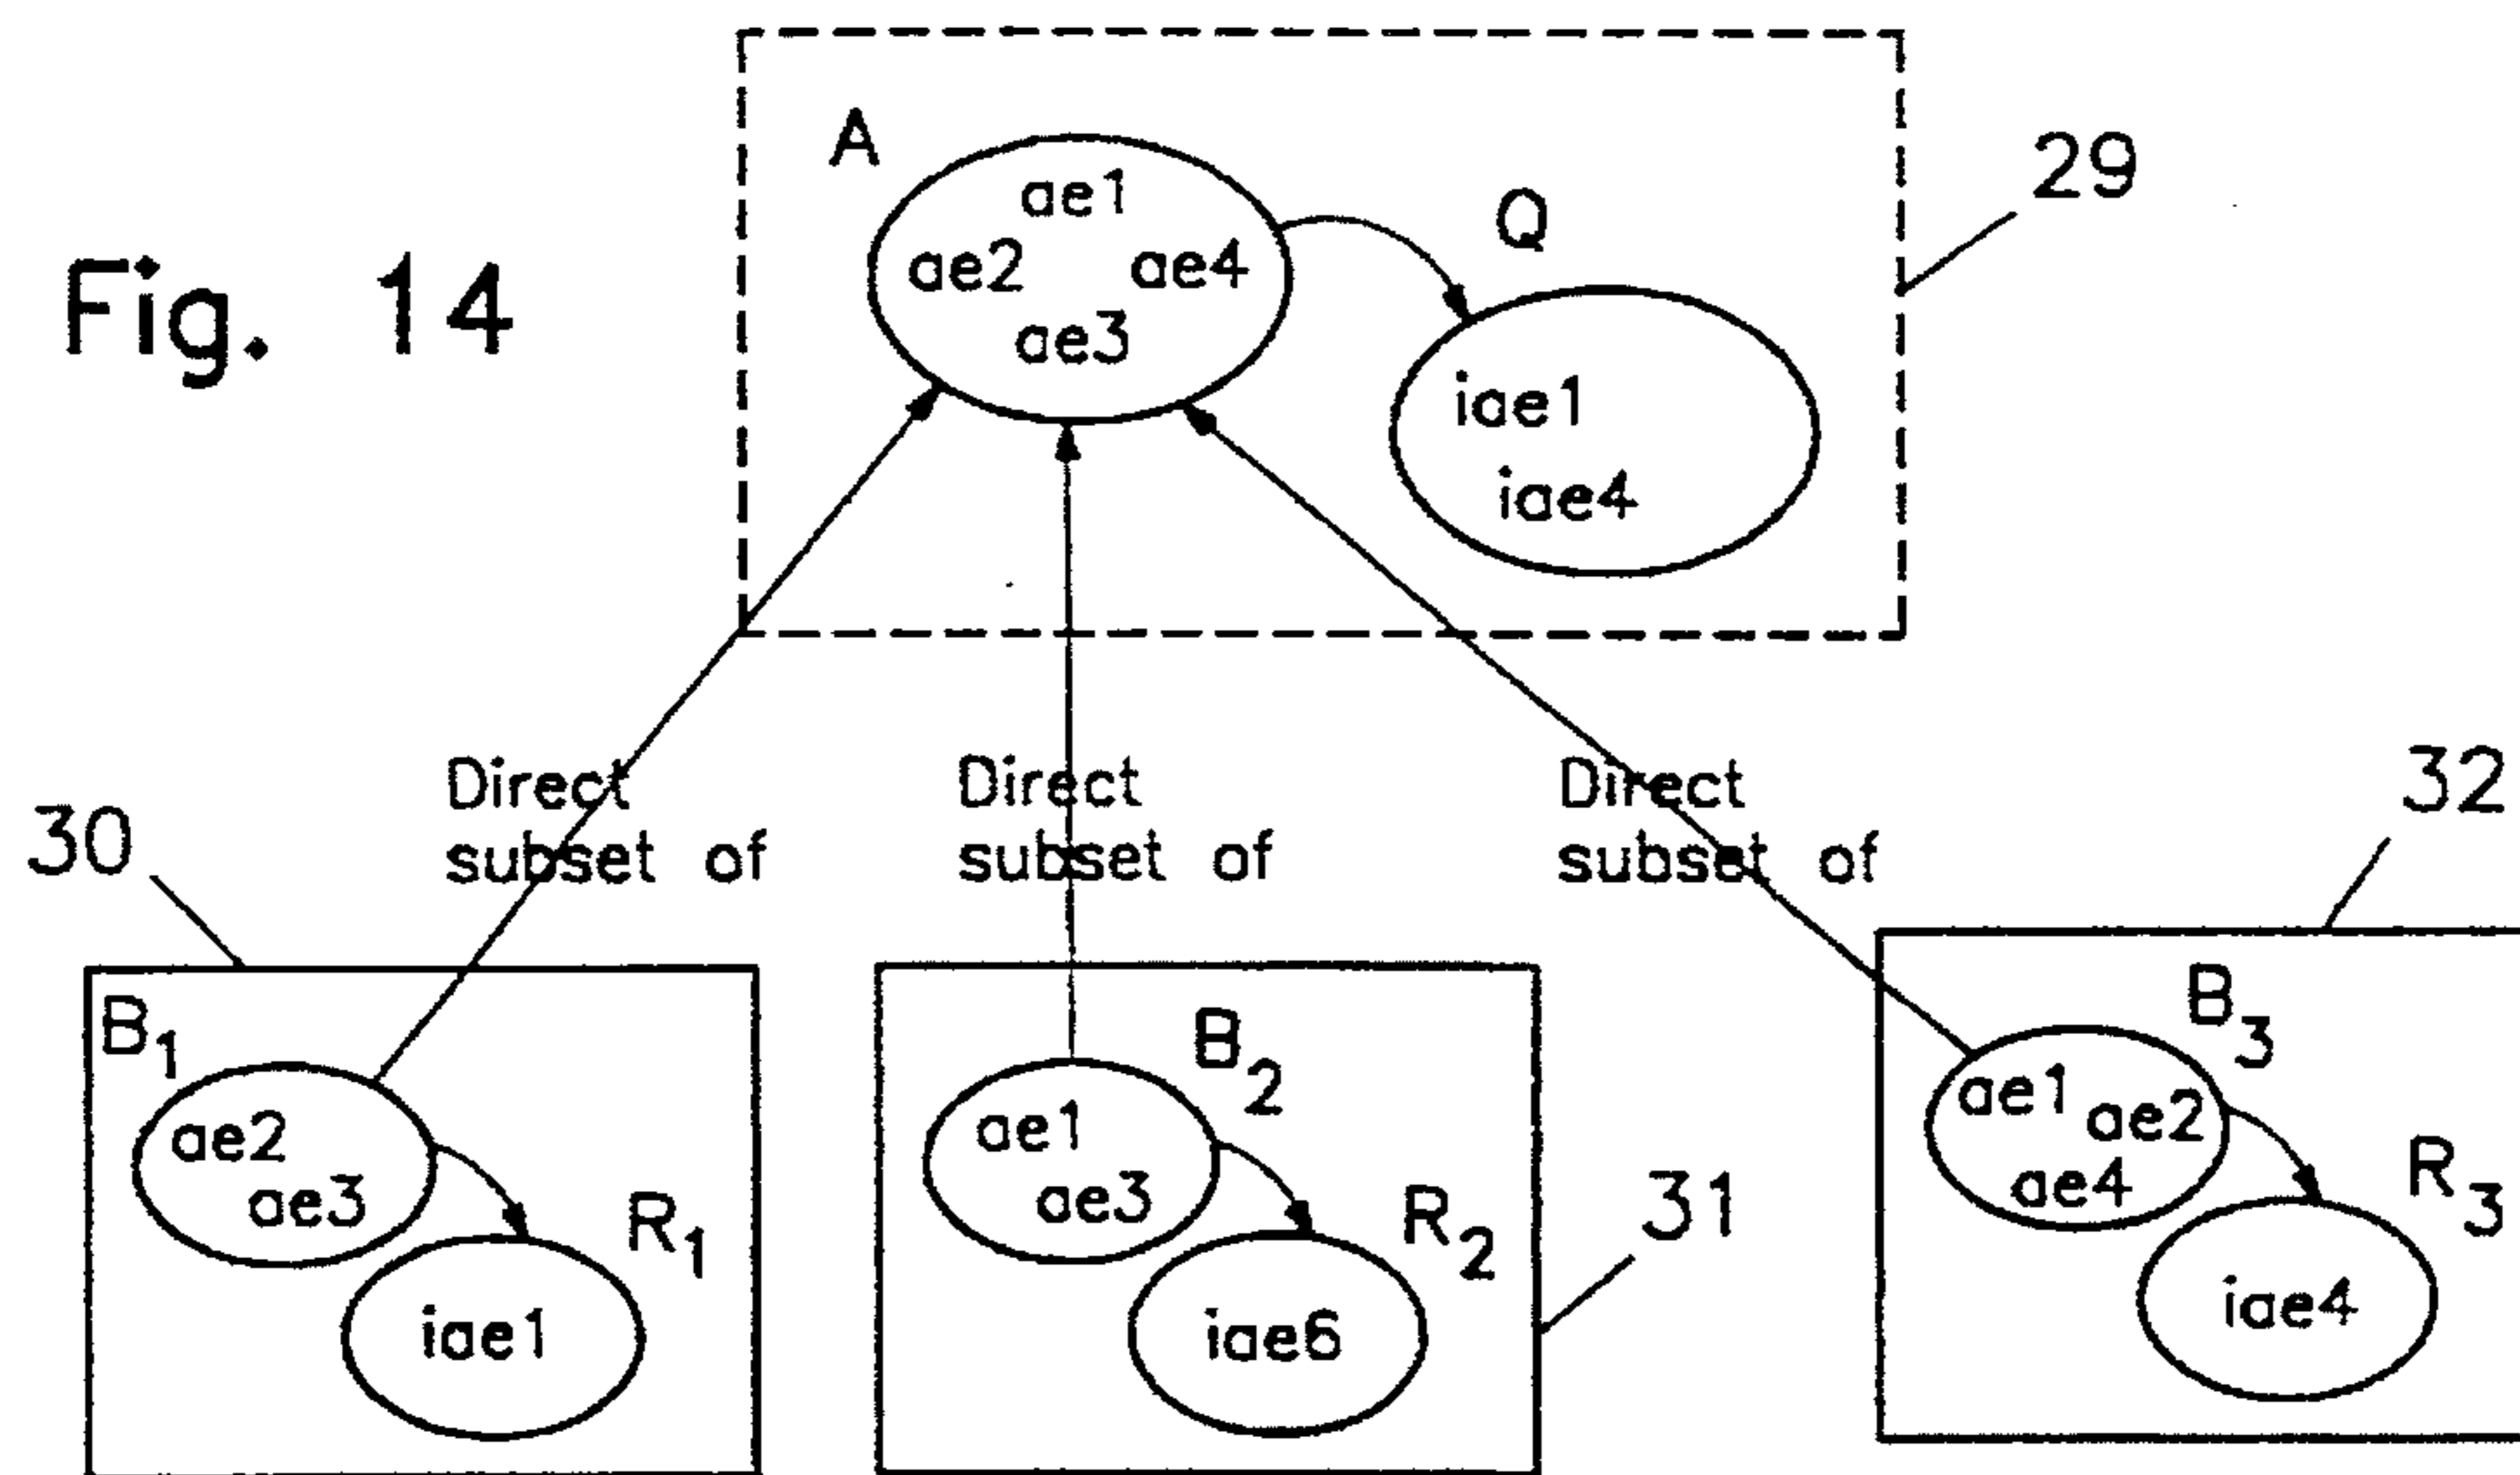 Fig. 14
A
ae1
ae2 ae4
ae3
Q
iae1
iae4
29
Direct
subset of
Direct
subset of
Direct
subset of
30
B1
ae2
ae3
R1
iae1
B2
ae1
ae3
R2
iae6
31
32
B3
ae1 ae2
ae4
R3
iae4